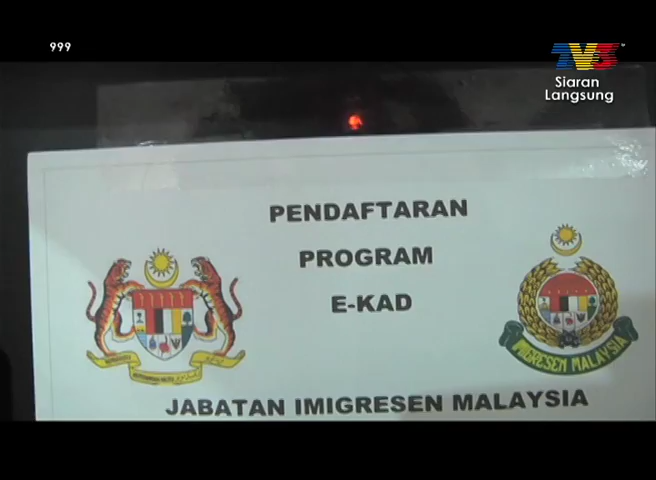 999
TV3
Siaran
Langsung
PENDAFTARAN
PROGRAM
E-KAD
IMIGRESEN MALAYSIA
JABATAN IMIGRESEN MALAYSIA